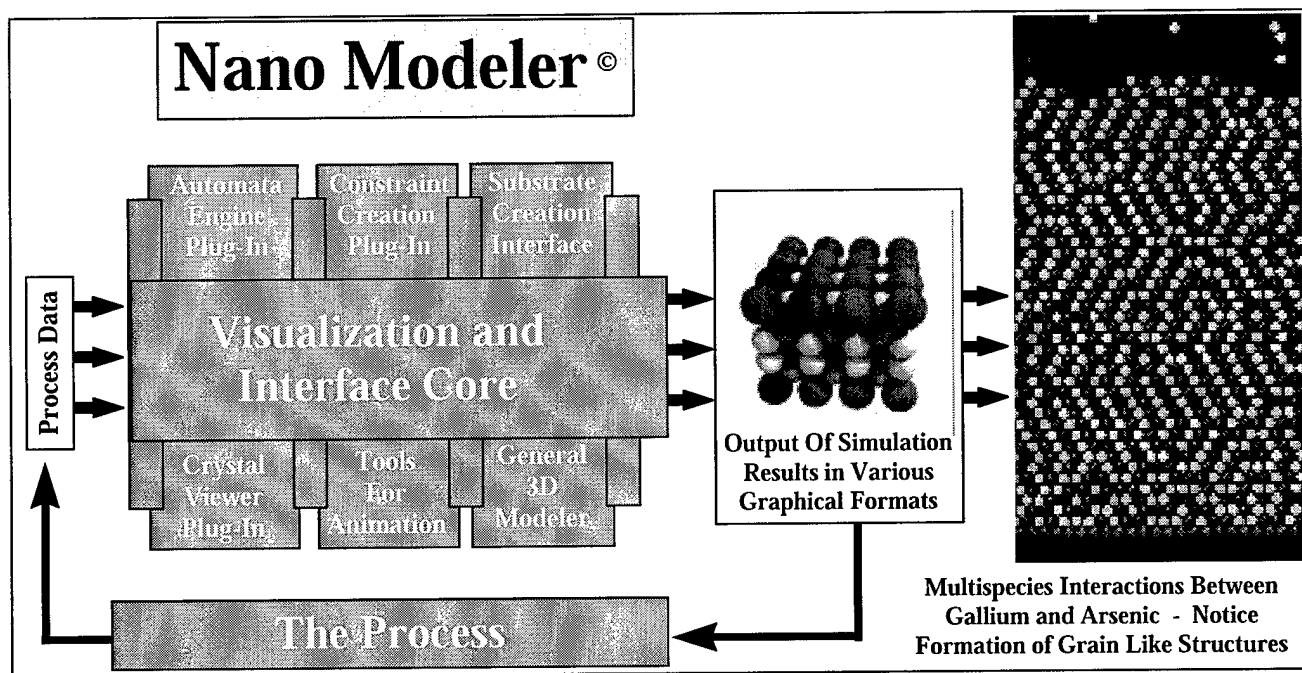 Nano Modeler ©
Automata
Engine
Plug-In
Constraint
Creation
Plug-In
Substrate
Creation
Interface
Process Data
Visualization and
Interface Core
Crystal
Viewer
Plug-In
Tools
For
Animation
General
3D
Modeler
Output Of Simulation
Results in Various
Graphical Formats
The Process
Multispecies Interactions Between
Gallium and Arsenic - Notice
Formation of Grain Like Structures